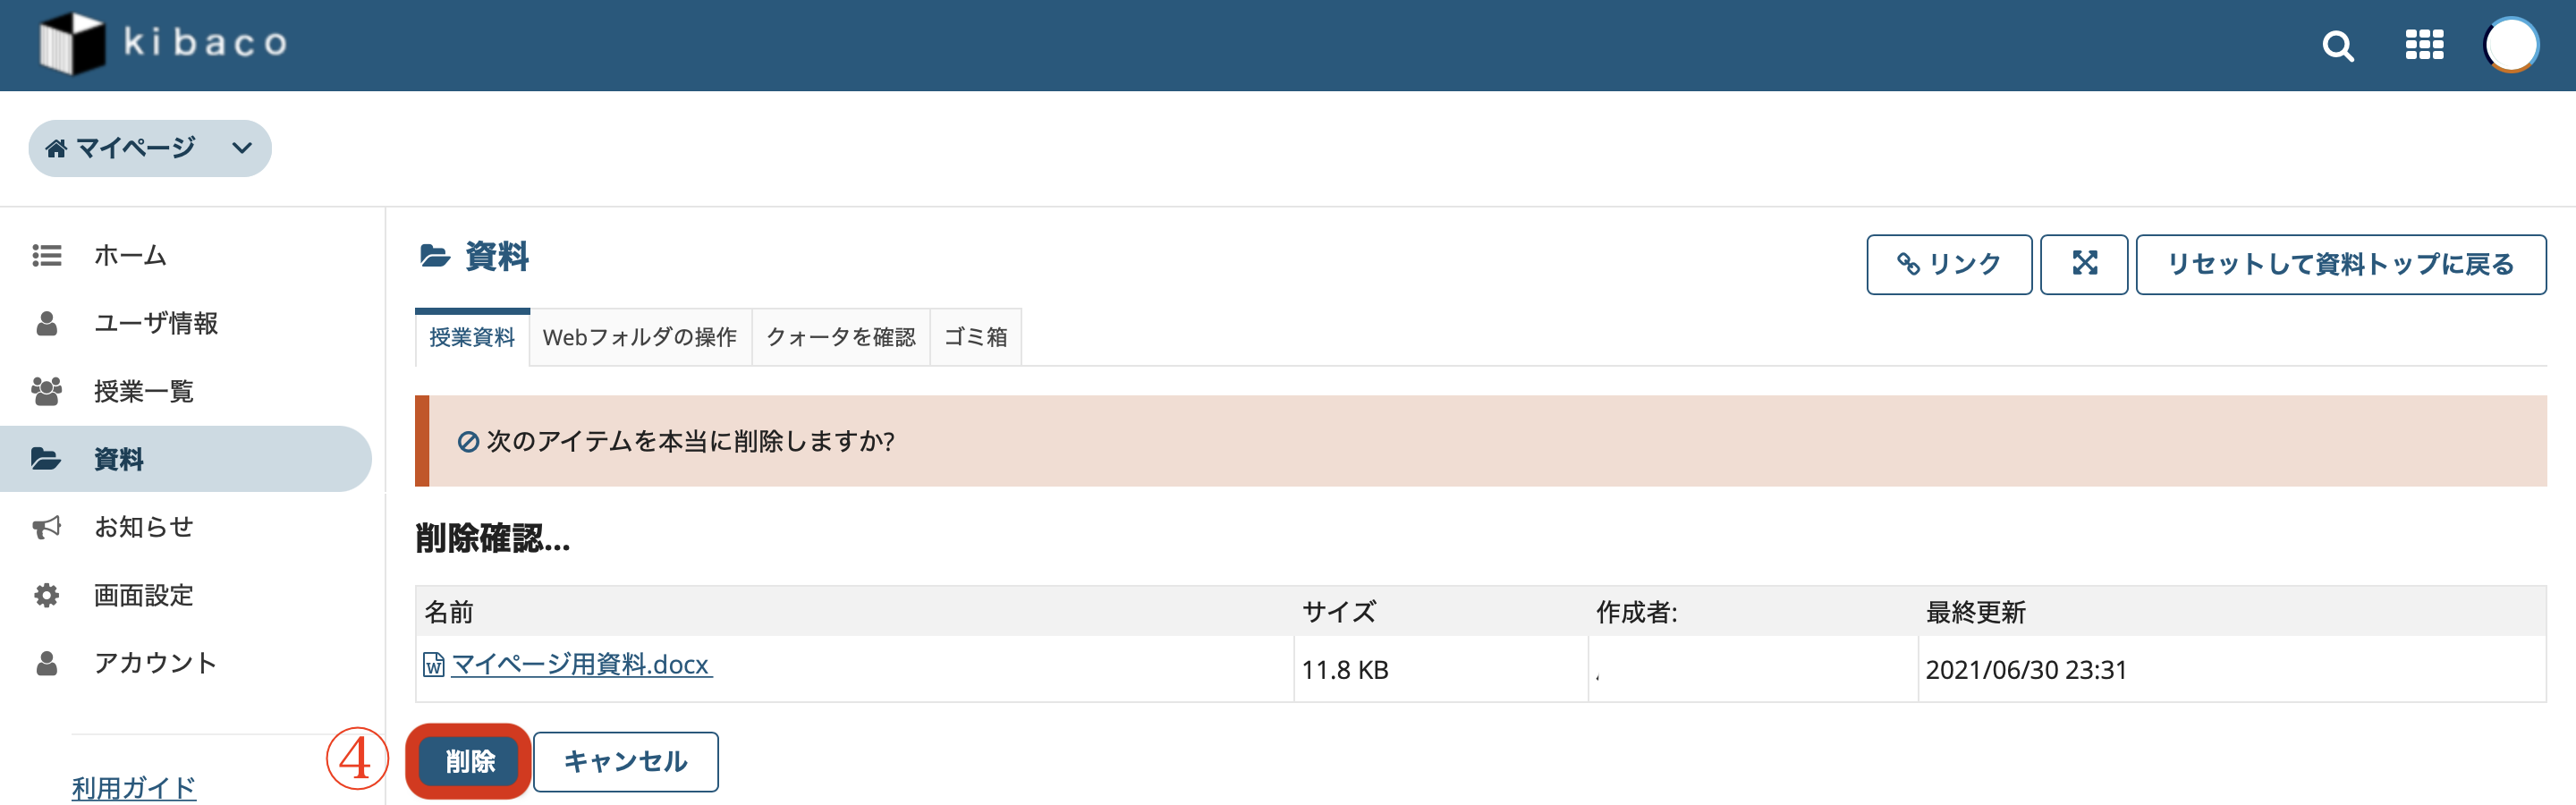 kibaco
マイページ
ホーム
ユーザ情報
授業一覧
資料
お知らせ
画面設定
アカウント
利用ガイド
資料
リンク
リセットして資料トップに戻る
授業資料 Webフォルダの操作 クォータを確認 ゴミ箱
次のアイテムを本当に削除しますか?
削除確認...
名前 サイズ 作成者: 最終更新
マイページ用資料.docx 11.8 KB 2021/06/30 23:31
④ 削除 キャンセル